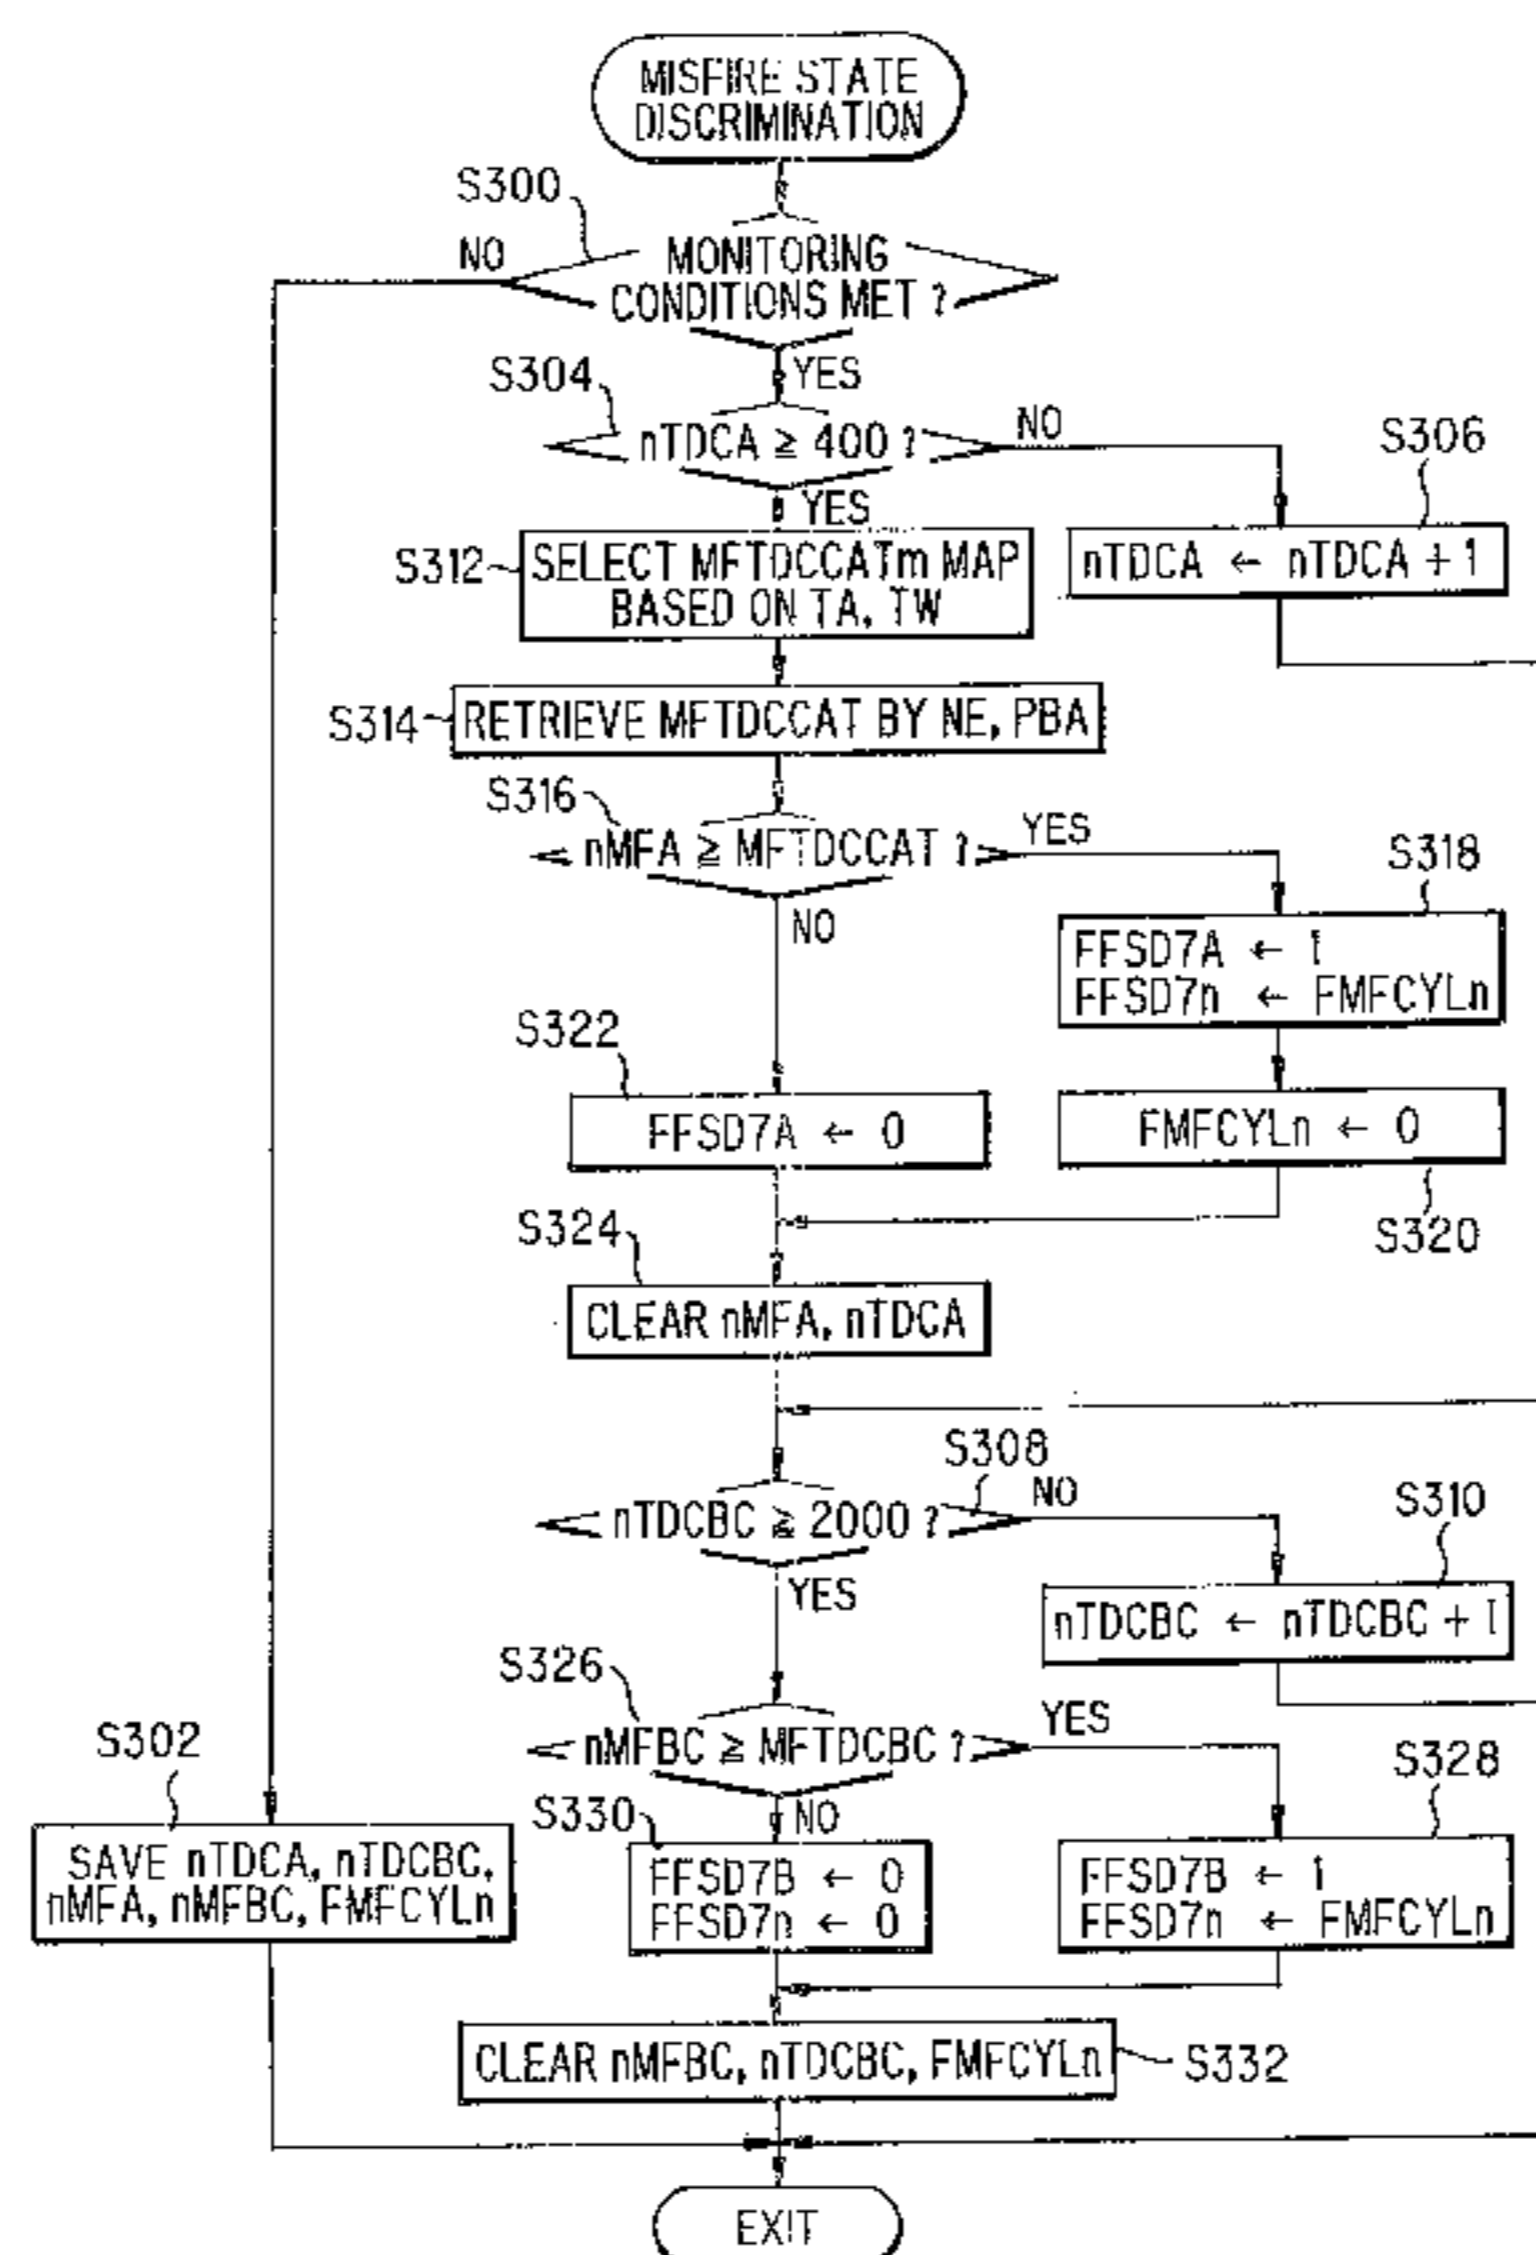 MISFIRE STATE
DISCRIMINATION
S300
NO
MONITORING
CONDITIONS MET ?
YES
S304
nTDCA ≧ 400 ?
NO
S306
YES
nTDCA ← nTDCA + 1
S312
SELECT MFTDCCATm MAP
BASED ON TA, TW
S314
RETRIEVE MFTDCCAT BY NE, PBA
S316
nMFA ≧ MFTDCCAT ?
YES
NO
S318
FFSD7A ← 1
FFSD7n ← FMFCYLn
S322
FFSD7A ← 0
FMFCYLn ← 0
S320
S324
CLEAR nMFA, nTDCA
S308
nTDCBC ≧ 2000 ?
NO
S310
YES
nTDCBC ← nTDCBC + 1
S326
nMFBC ≧ MFTDCBC ?
YES
S302
S328
S330
NO
SAVE nTDCA, nTDCBC,
nMFA, nMFBC, FMFCYLn
FFSD7B ← 0
FFSD7n ← 0
FFSD7B ← 1
FFSD7n ← FMFCYLn
CLEAR nMFBC, nTDCBC, FMFCYLn
S332
EXIT